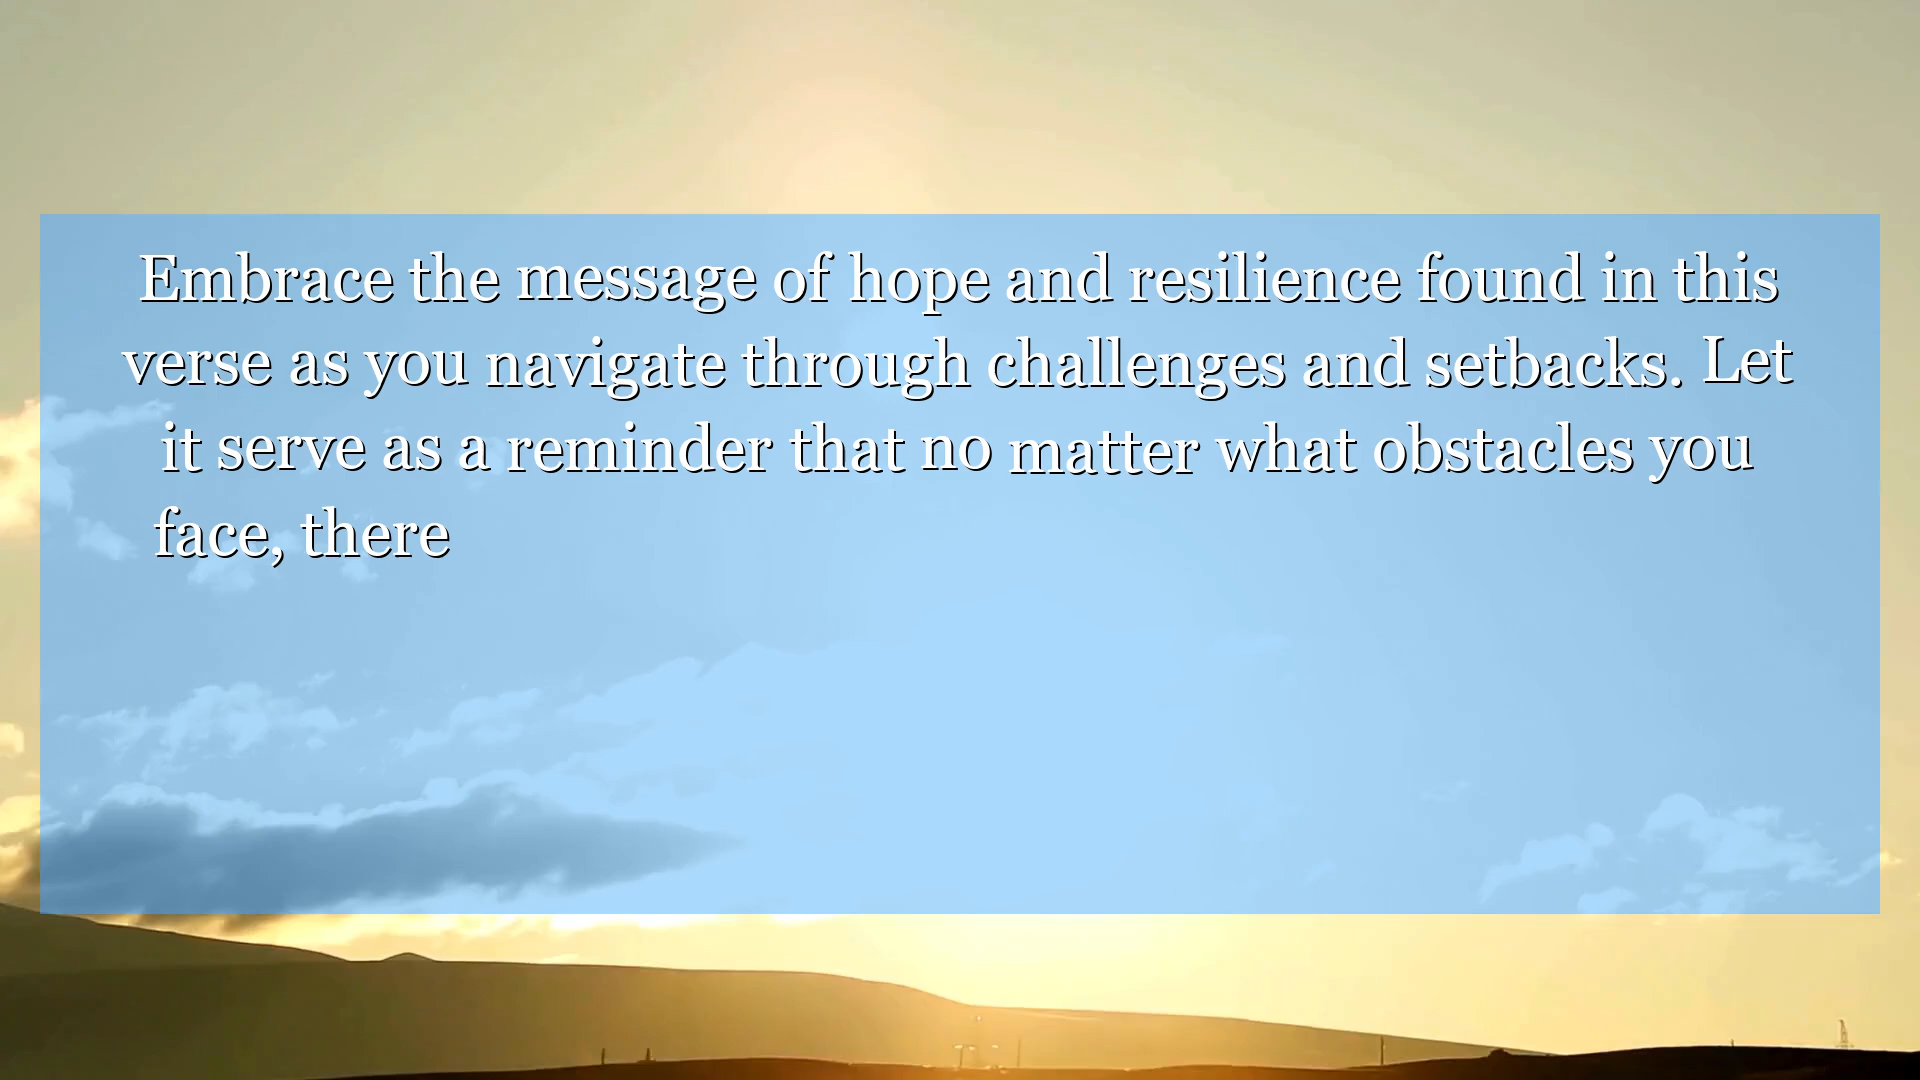 Embrace the message of hope and resilience found in this
verse as you navigate through challenges and setbacks. Let
it serve as a reminder that no matter what obstacles you
face, there